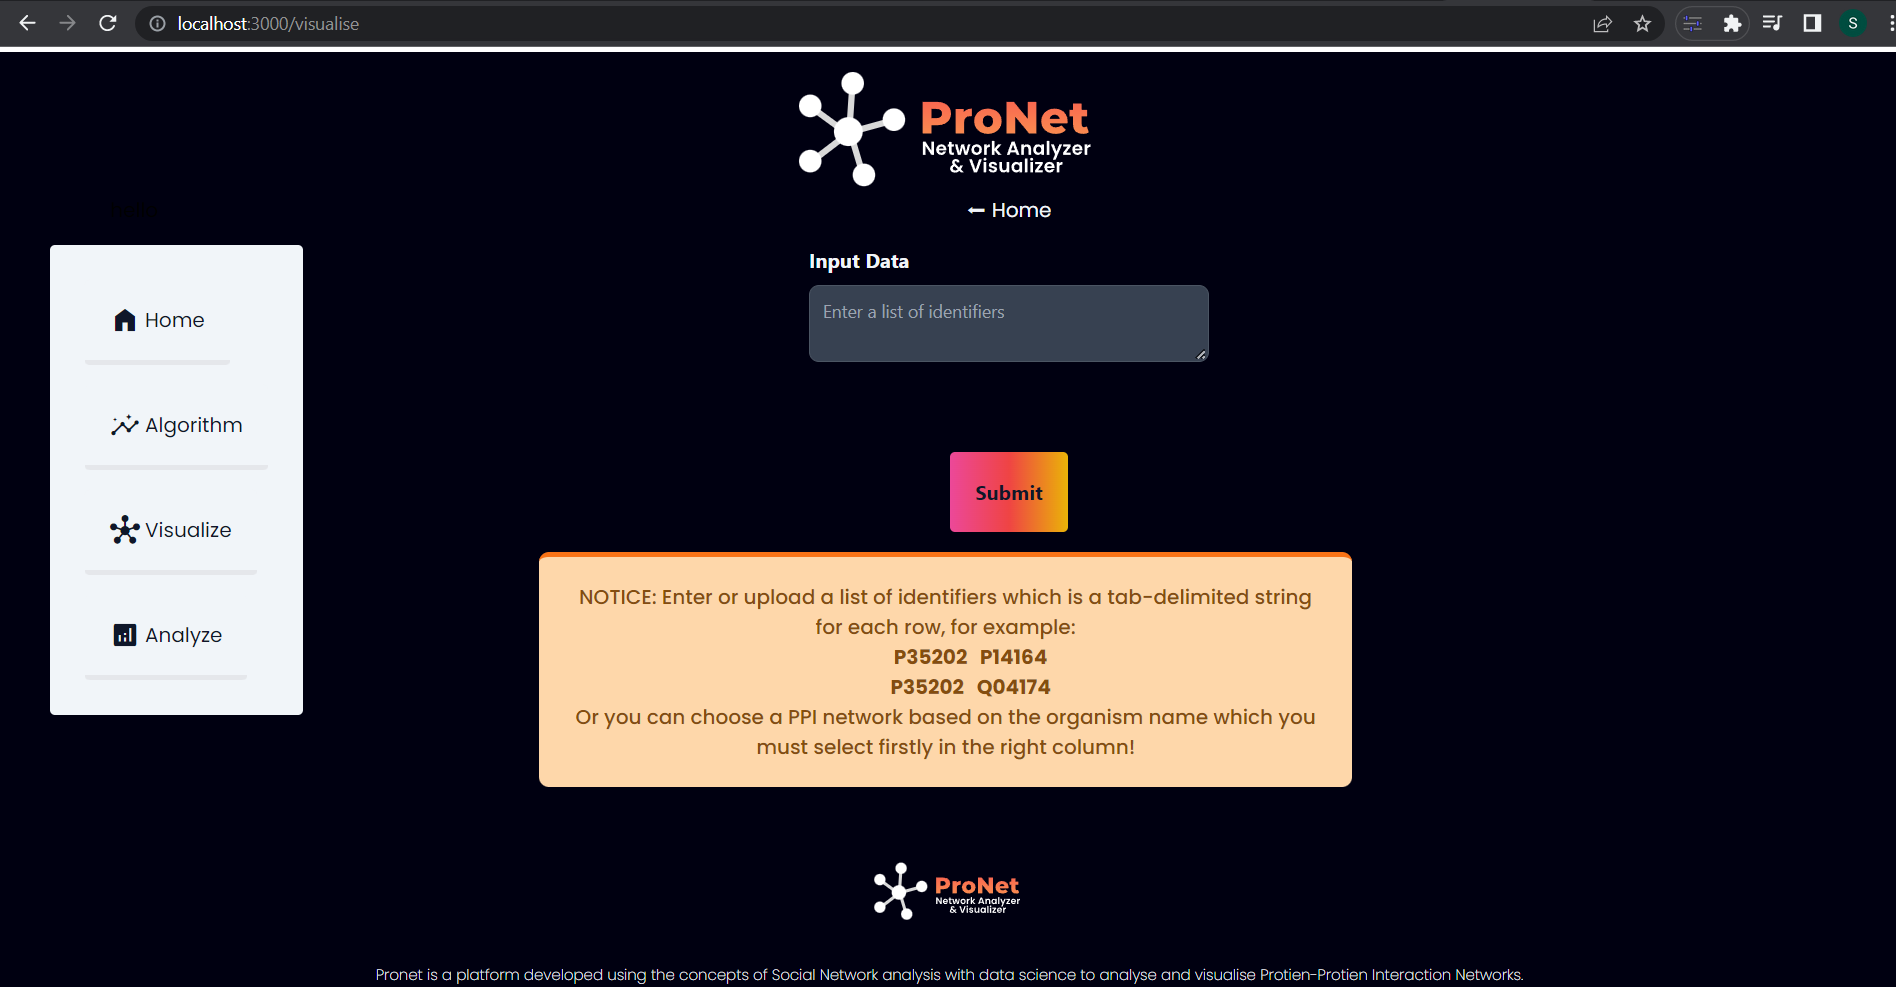 localhost:3000/visualise
S
ProNet
Network Analyzer
& Visualizer
Home
Input Data
Enter a list of identifiers
Home
Algorithm
Visualize
Analyze
Submit
NOTICE: Enter or upload a list of identifiers which is a tab-delimited string
for each row, for example:
P35202 P14164
P35202 Q04174
Or you can choose a PPI network based on the organism name which you
must select firstly in the right column!
ProNet
Network Analyzer
& Visualizer
Pronet is a platform developed using the concepts of Social Network analysis with data science to analyse and visualise Protien-Protien Interaction Networks.